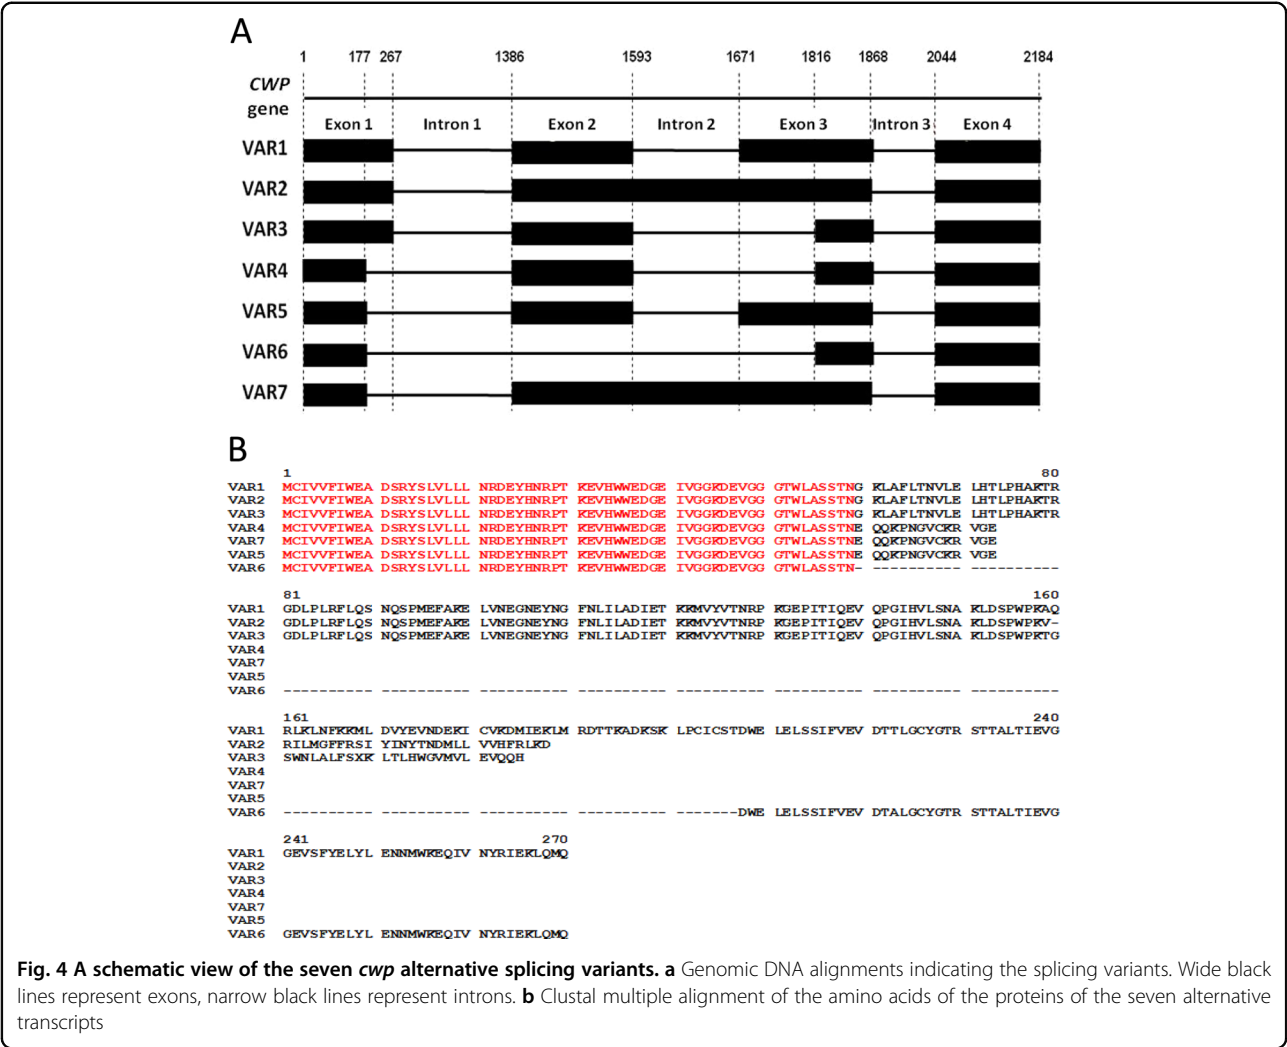 A
1 177 267 1386 1593 1671 1816 1868 2044 2184
CWP
gene
Exon 1 Intron 1 Exon 2 Intron 2 Exon 3 Intron 3 Exon 4
VAR1
VAR2
VAR3
VAR4
VAR5
VAR6
VAR7
B
1 80
VAR1 MCIVVFIWEA DSRYSLVLLL NRDEYHNRPT KEVHWWEDGE IVGGKDEVGG GTWLASSTNG KLAFLTNVLE LHTLPHAKTR
VAR2 MCIVVFIWEA DSRYSLVLLL NRDEYHNRPT KEVHWWEDGE IVGGKDEVGG GTWLASSTNG KLAFLTNVLE LHTLPHAKTR
VAR3 MCIVVFIWEA DSRYSLVLLL NRDEYHNRPT KEVHWWEDGE IVGGKDEVGG GTWLASSTNG KLAFLTNVLE LHTLPHAKTR
VAR4 MCIVVFIWEA DSRYSLVLLL NRDEYHNRPT KEVHWWEDGE IVGGKDEVGG GTWLASSTNE QQKPNGVCKR VGE
VAR7 MCIVVFIWEA DSRYSLVLLL NRDEYHNRPT KEVHWWEDGE IVGGKDEVGG GTWLASSTNE QQKPNGVCKR VGE
VAR5 MCIVVFIWEA DSRYSLVLLL NRDEYHNRPT KEVHWWEDGE IVGGKDEVGG GTWLASSTNE QQKPNGVCKR VGE
VAR6 MCIVVFIWEA DSRYSLVLLL NRDEYHNRPT KEVHWWEDGE IVGGKDEVGG GTWLASSTN- ---------- ----------
81 160
VAR1 GDLPLRFLQS NQSPMEFAKE LVNEGNEYNG FNLILADIET KKMVYVTNRP KGEPITIQEV QPGIHVLSNA KLDSPWPKAQ
VAR2 GDLPLRFLQS NQSPMEFAKE LVNEGNEYNG FNLILADIET KKMVYVTNRP KGEPITIQEV QPGIHVLSNA KLDSPWPKV-
VAR3 GDLPLRFLQS NQSPMEFAKE LVNEGNEYNG FNLILADIET KKMVYVTNRP KGEPITIQEV QPGIHVLSNA KLDSPWPKTG
VAR4
VAR7
VAR5
VAR6 ---------- ---------- ---------- ---------- ---------- ---------- ---------- ----------
161 240
VAR1 RLKLNFKKML DVYEVNDEKI CVKDMIEKLM RDTTKADKSK LPCICSTDWE LELSSIFVEV DTTLGCYGTR STTALTIEVG
VAR2 RILMGFFRSI YINYTNDMLL VVHFRLKD
VAR3 SWNLALFSXK LTLHWGVMVL EVQQH
VAR4
VAR7
VAR5
VAR6 ---------- ---------- ---------- ---------- -------DWE LELSSIFVEV DTALGCYGTR STTALTIEVG
241 270
VAR1 GEVSFYELYL ENNMWKEQIV NYRIEKLQMQ
VAR2
VAR3
VAR4
VAR7
VAR5
VAR6 GEVSFYELYL ENNMWKEQIV NYRIEKLQMQ
Fig. 4 A schematic view of the seven cwp alternative splicing variants. a Genomic DNA alignments indicating the splicing variants. Wide black
lines represent exons, narrow black lines represent introns. b Clustal multiple alignment of the amino acids of the proteins of the seven alternative
transcripts